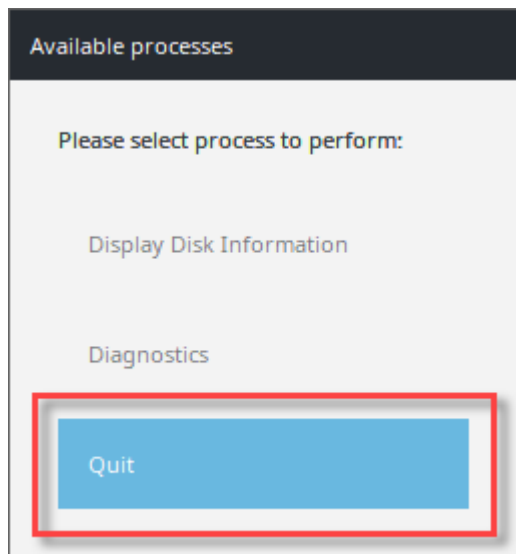 Available processes
Please select process to perform:
Display Disk Information
Diagnostics
Quit